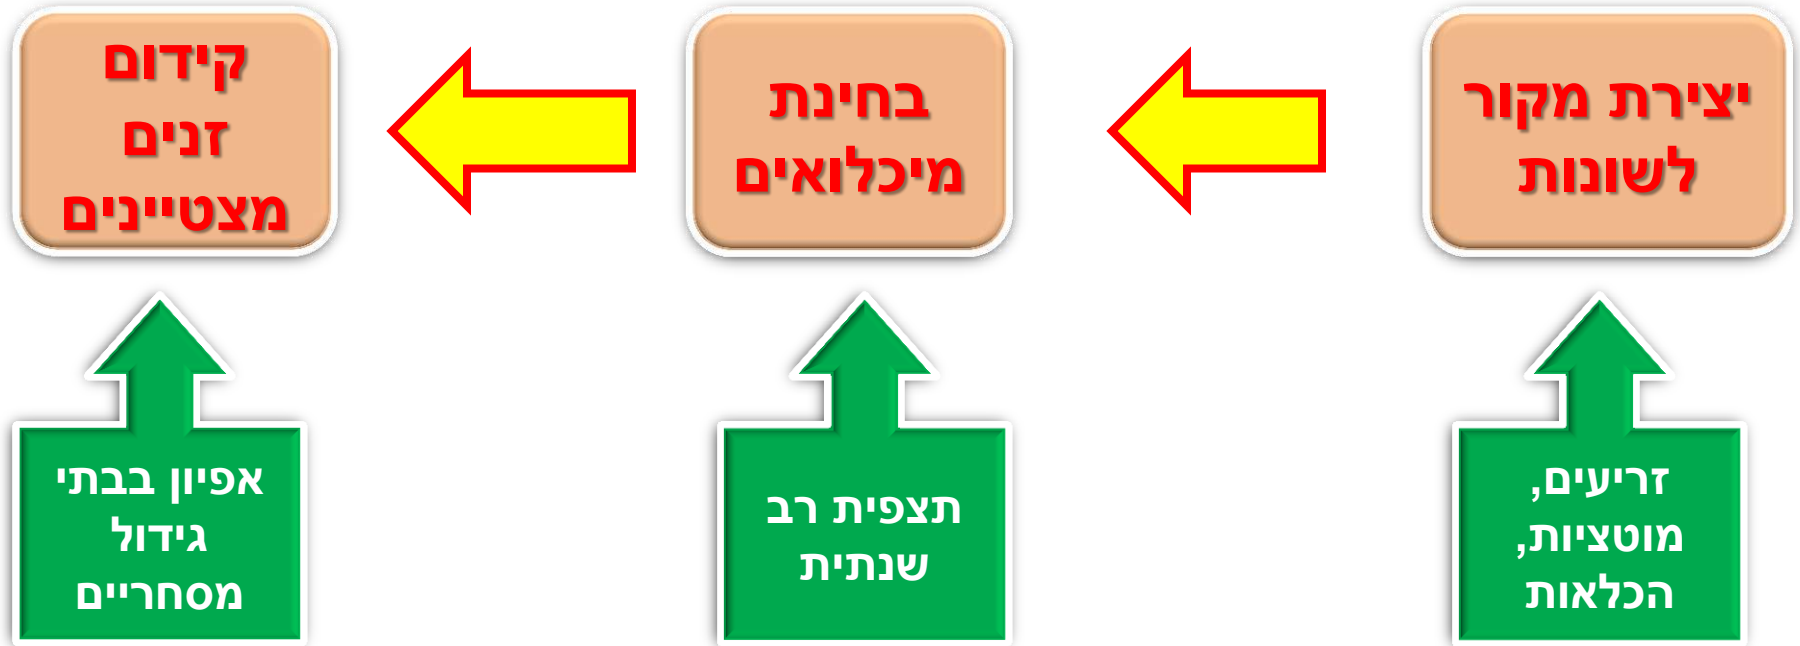 יצירת מקור
לשונות
בחינת
מיכלואים
קידום
זנים
מצטיינים
זריעים,
מוטציות,
הכלאות
תצפית רב
שנתית
אפיון בבתי
גידול
מסחריים